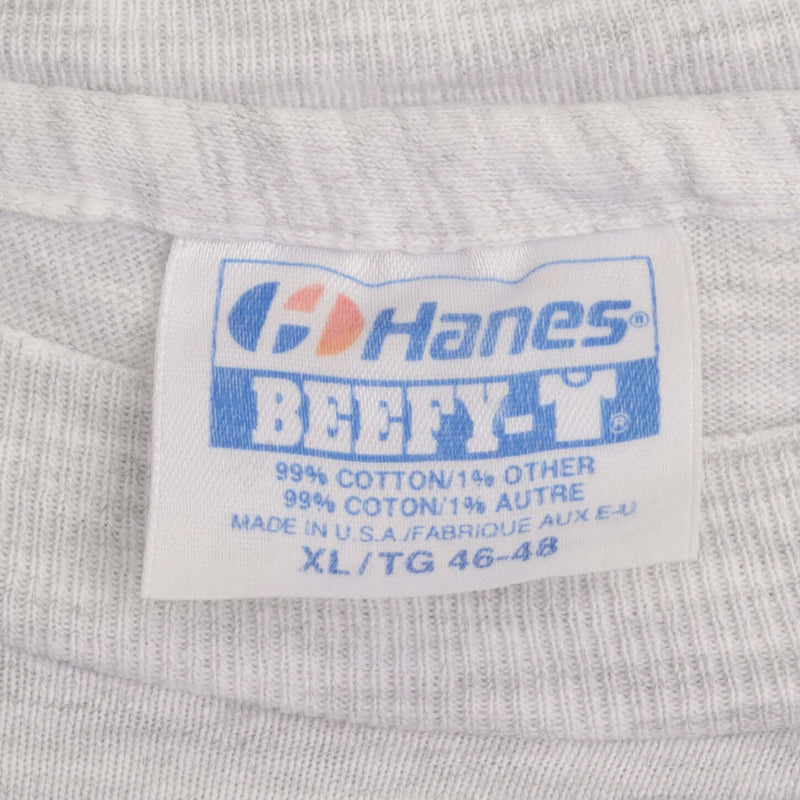 Hanes®
BEEFY-T®
99% COTTON/1% OTHER
99% COTON/1% AUTRE
MADE IN U.S.A./FABRIQUE AUX E-U
XL/TG 46-48